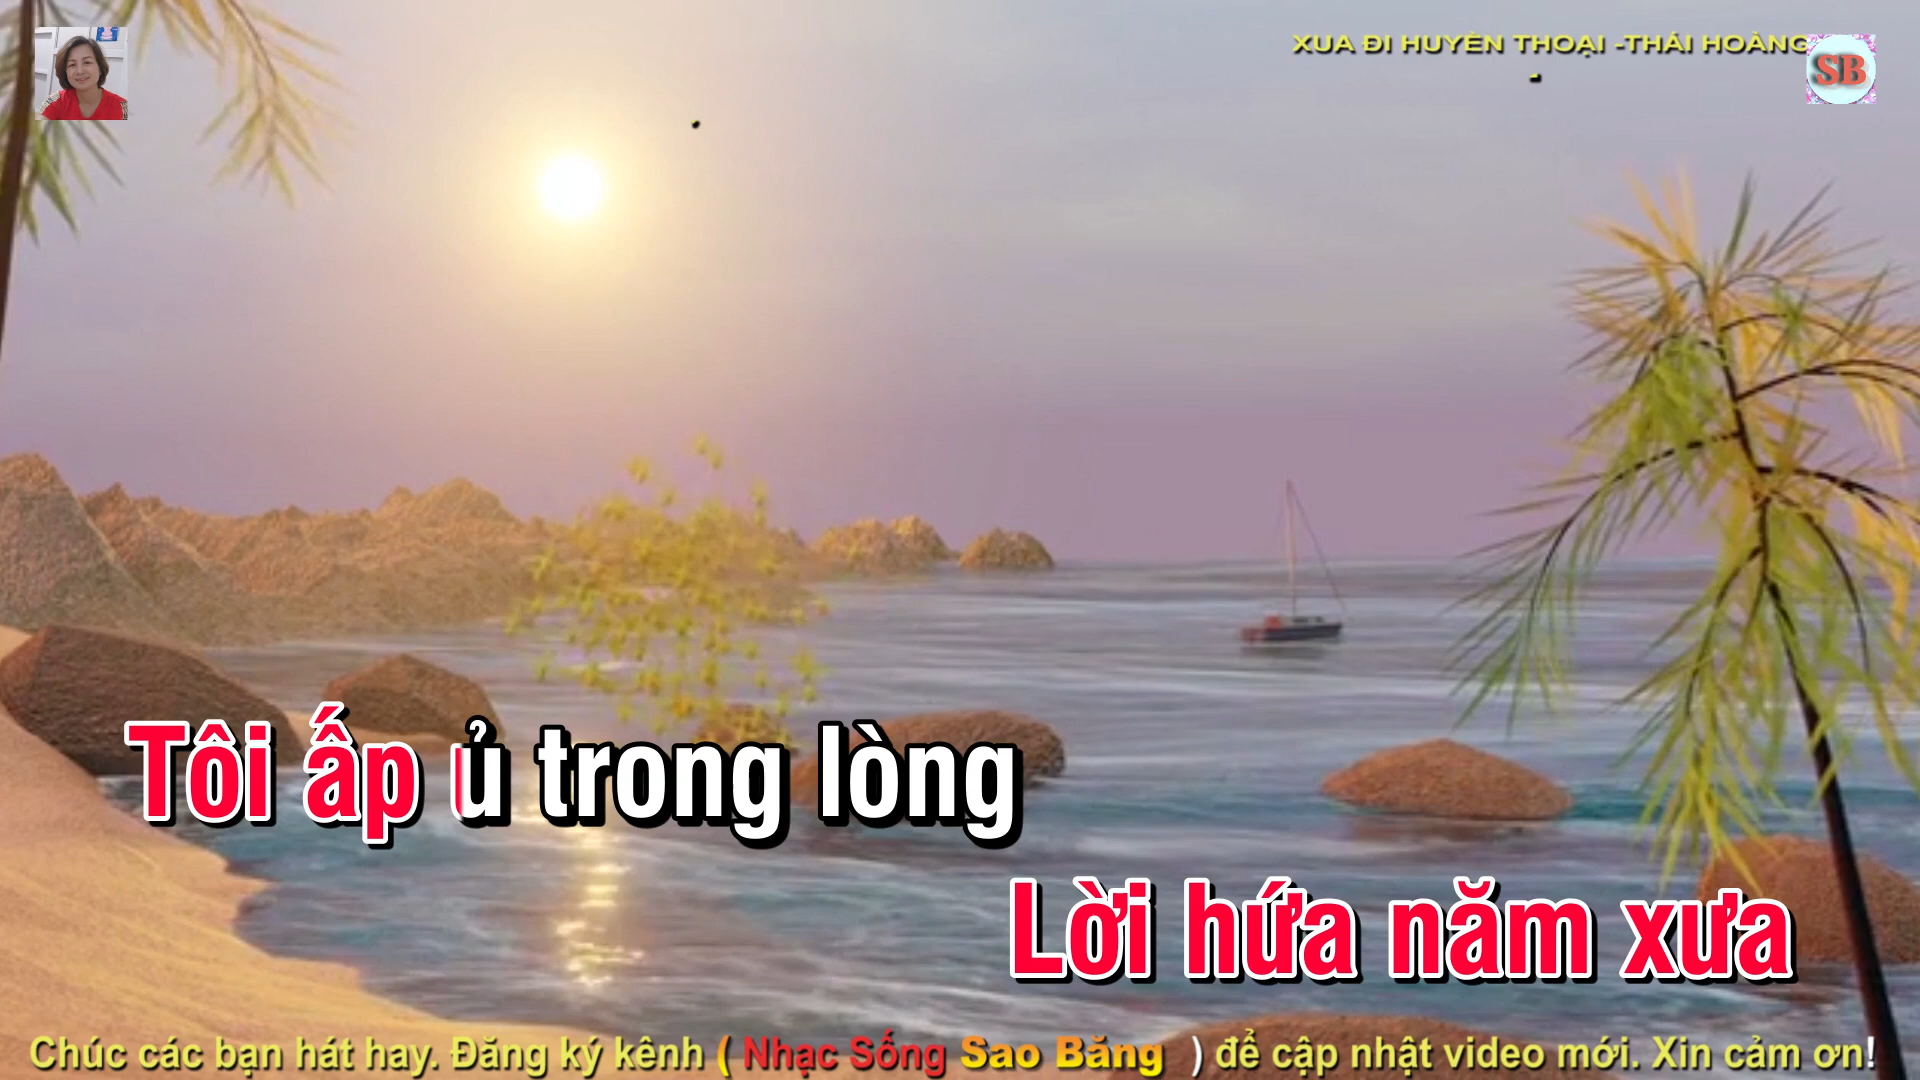 XUA ĐI HUYỀN THOẠI -THÁI HOÀNG
SB
Tôi ấp ủ trong lòng
Lời hứa năm xưa
Chúc các bạn hát hay. Đăng ký kênh ( Nhạc Sống Sao Băng ) để cập nhật video mới. Xin cảm ơn!